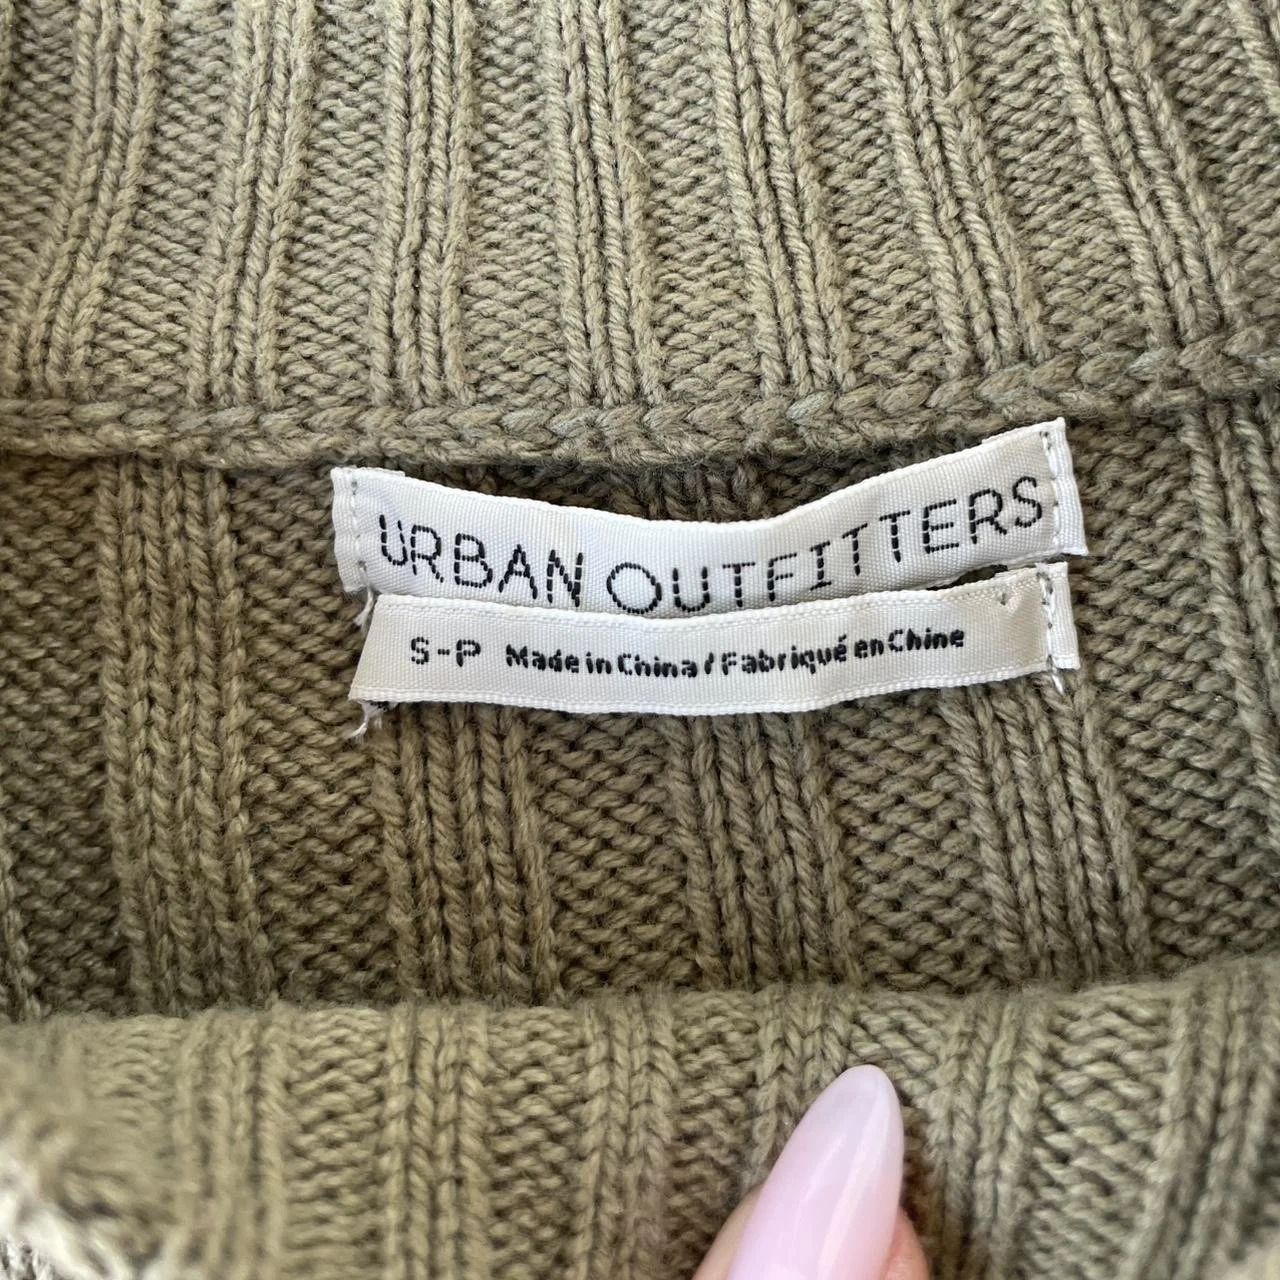 URBAN OUTFITTERS
S-P Made in China / Fabriqué en Chine